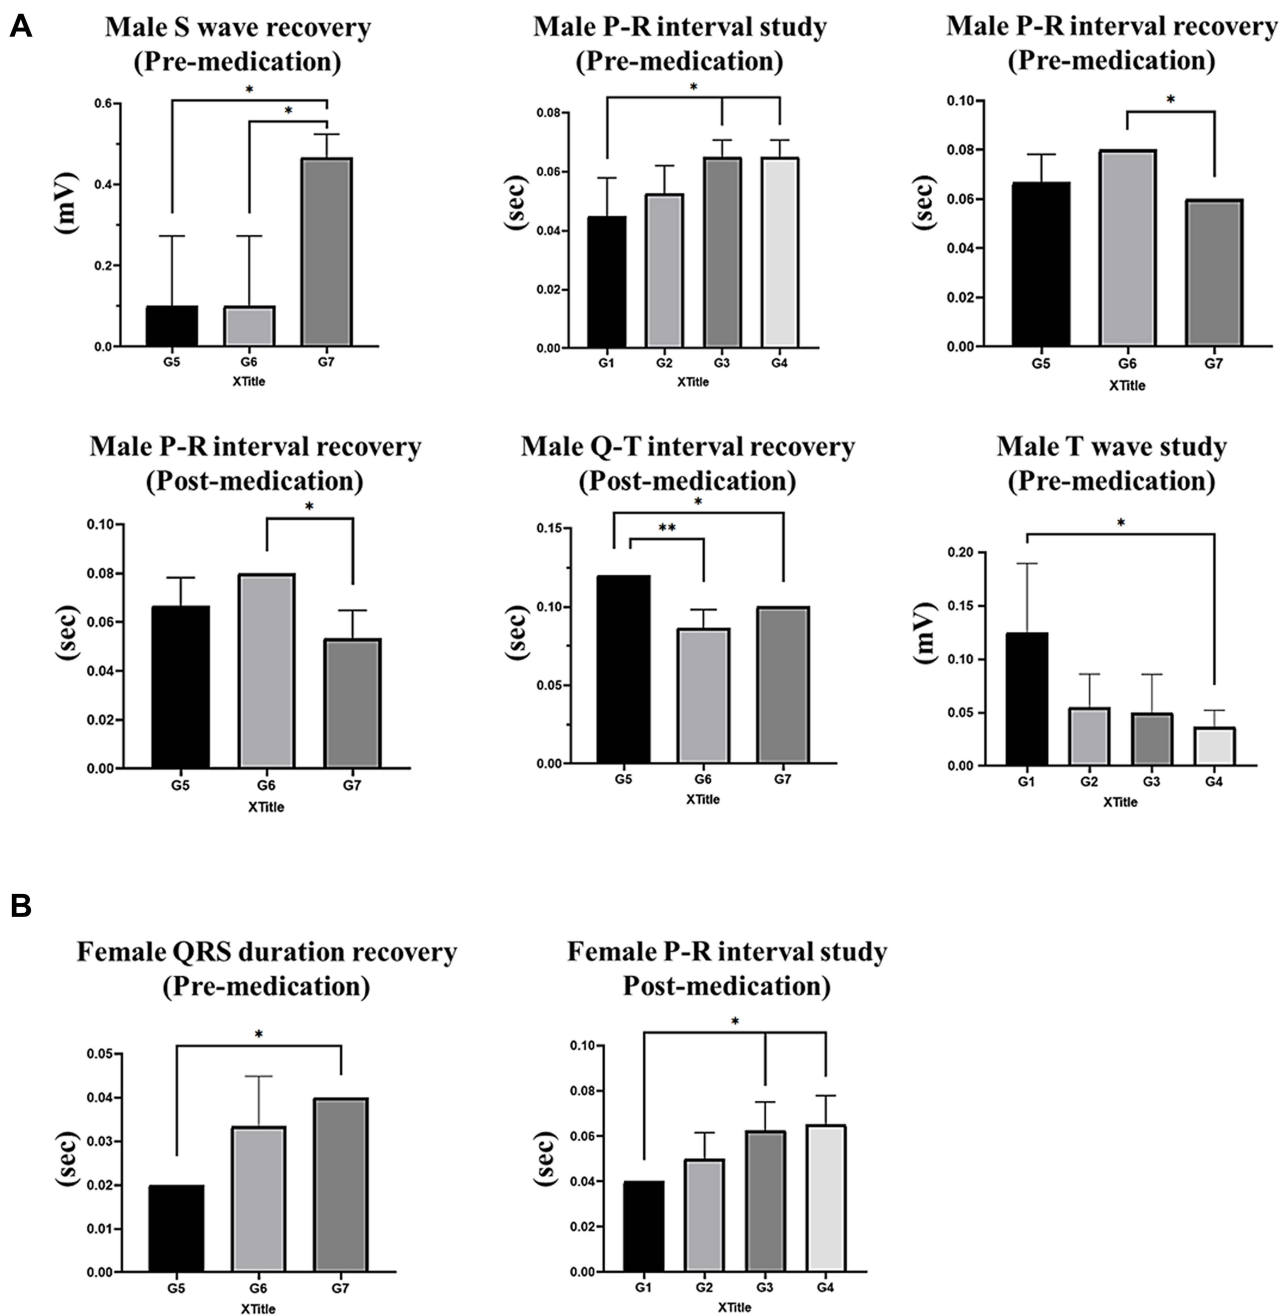 A
Male S wave recovery
(Pre-medication)
*
*
0.6
0.4
0.2
0.0
(mV)
G5 G6 G7
XTitle
Male P-R interval study
(Pre-medication)
*
0.08
0.06
0.04
0.02
0.00
(sec)
G1 G2 G3 G4
XTitle
Male P-R interval recovery
(Pre-medication)
*
0.10
0.08
0.06
0.04
0.02
0.00
(sec)
G5 G6 G7
XTitle
Male P-R interval recovery
(Post-medication)
*
0.10
0.08
0.06
0.04
0.02
0.00
(sec)
G5 G6 G7
XTitle
Male Q-T interval recovery
(Post-medication)
*
**
0.15
0.10
0.05
0.00
(sec)
G5 G6 G7
XTitle
Male T wave study
(Pre-medication)
*
0.20
0.15
0.10
0.05
0.00
(mV)
G1 G2 G3 G4
XTitle
B
Female QRS duration recovery
(Pre-medication)
*
0.05
0.04
0.03
0.02
0.01
0.00
(sec)
G5 G6 G7
XTitle
Female P-R interval study
Post-medication)
*
0.10
0.08
0.06
0.04
0.02
0.00
(sec)
G1 G2 G3 G4
XTitle